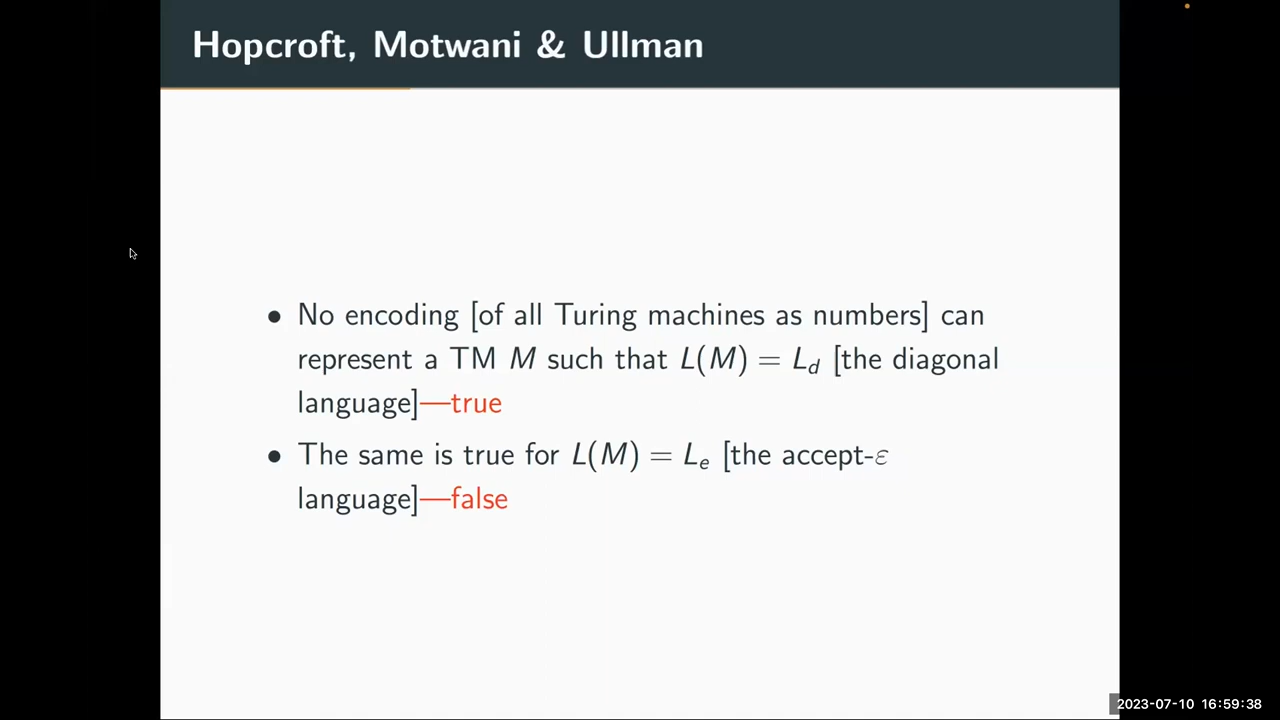 Hopcroft, Motwani & Ullman
• No encoding [of all Turing machines as numbers] can
represent a TM M such that L(M) = L_d [the diagonal
language]—true
• The same is true for L(M) = L_e [the accept-ε
language]—false
2023-07-10 16:59:38